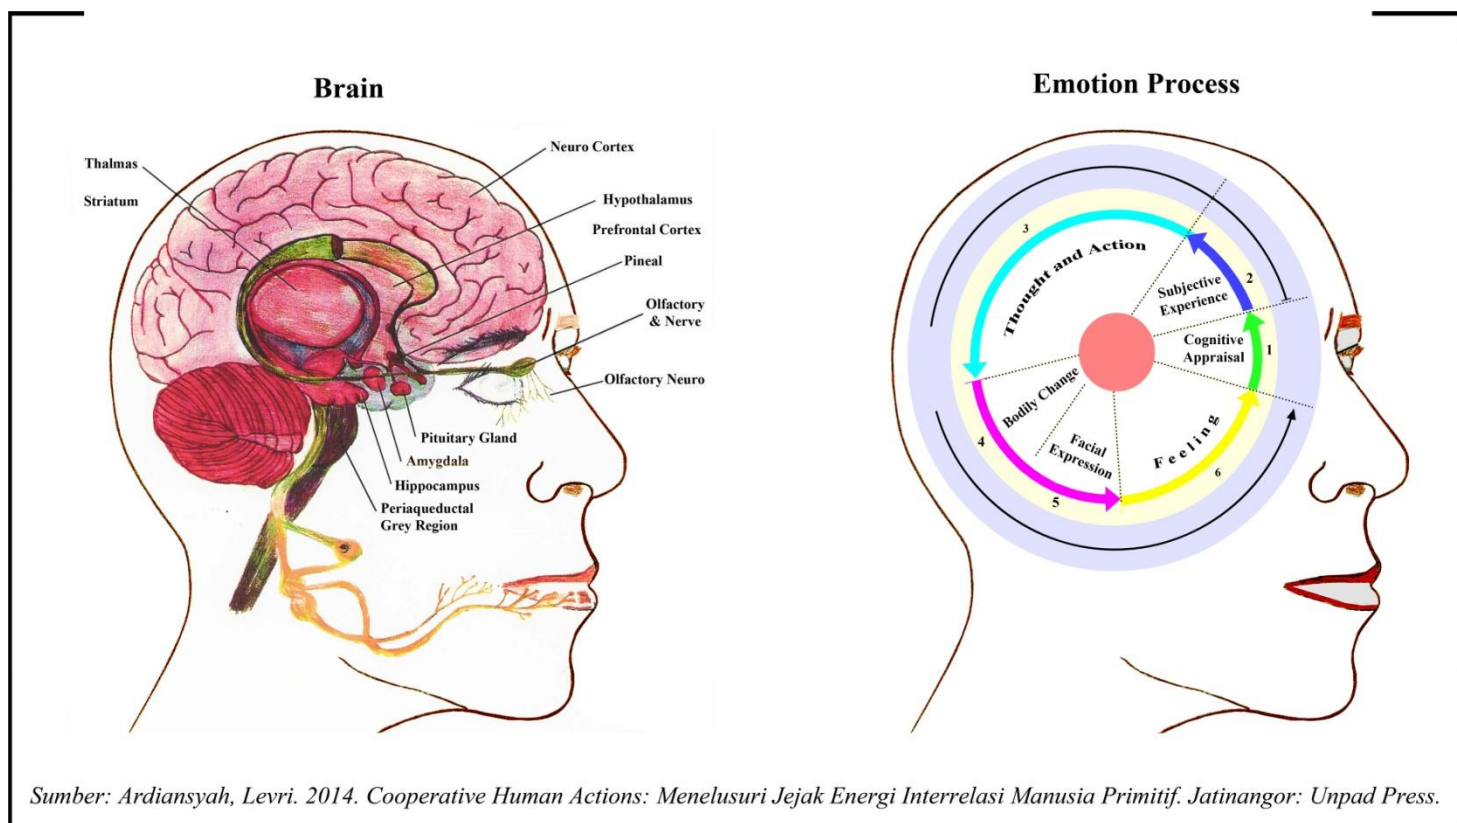 Brain
Thalmas
Striatum
Neuro Cortex
Hypothalamus
Prefrontal Cortex
Pineal
Olfactory
& Nerve
Olfactory Neuro
Pituitary Gland
Amygdala
Hippocampus
Periaqueductal
Grey Region
Emotion Process
3
Thought and Action
2
Subjective
Experience
Cognitive
Appraisal
1
Bodily Change
4
Facial
Expression
5
Feeling
6
Sumber: Ardiansyah, Levri. 2014. Cooperative Human Actions: Menelusuri Jejak Energi Interrelasi Manusia Primitif. Jatinangor: Unpad Press.